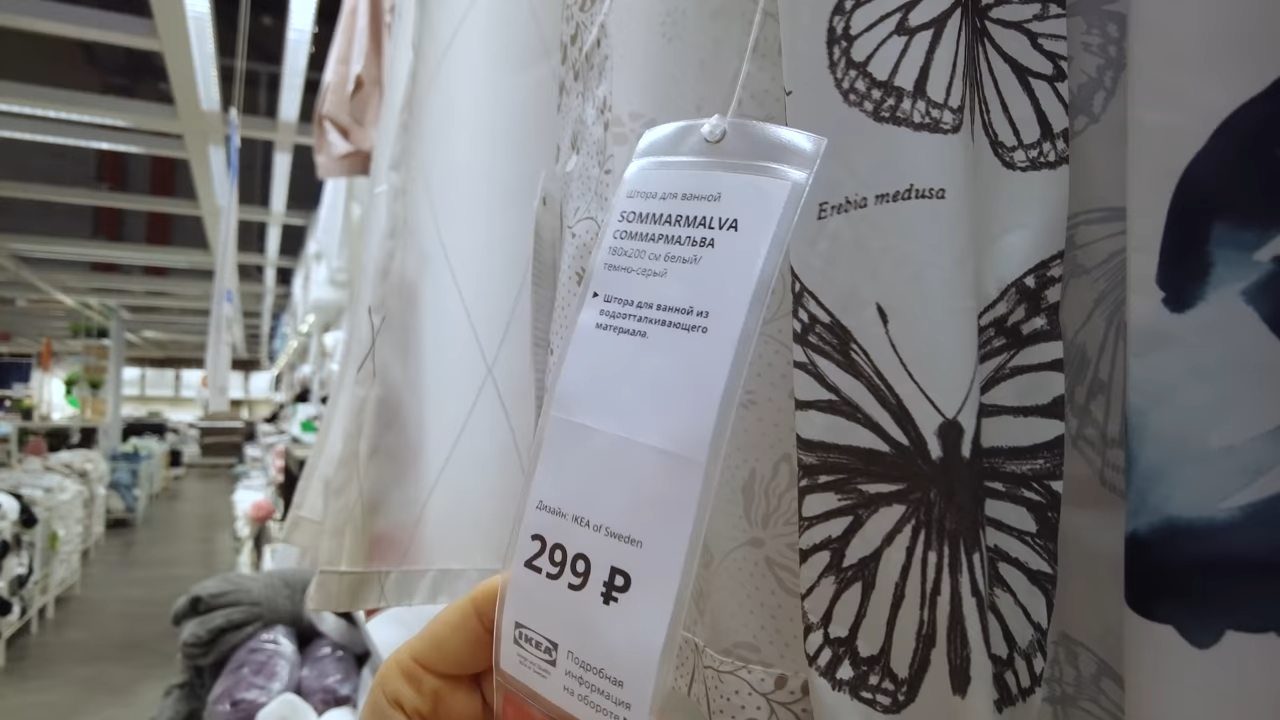 Штора для ванной
SOMMARMALVA
СОММАРМАЛЬВА
180x200 см белый/
темно-серый
Штора для ванной из
водоотталкивающего
материала.
Дизайн: IKEA of Sweden
299 ₽
IKEA
Подробная
информация
на обороте
Erebia medusa